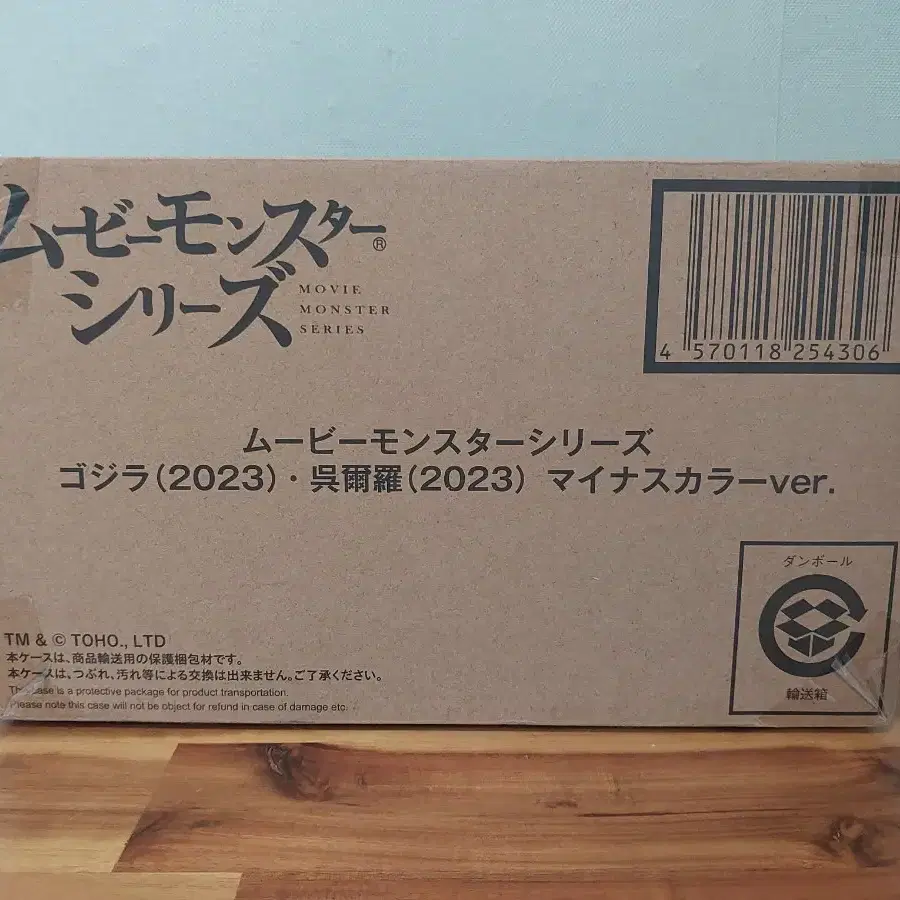 ムービーモンスター®
シリーズ
MOVIE
MONSTER
SERIES
4 570118 254306
ムービーモンスターシリーズ
ゴジラ(2023)・呉爾羅(2023) マイナスカラーver.
ダンボール
輸送箱
TM & © TOHO., LTD
本ケースは、商品輸送用の保護梱包材です。
本ケースは、つぶれ、汚れ等による交換は出来ません。ご了承ください。
This case is a protective package for product transportation.
Please note this case will not be object for refund in case of damage etc.